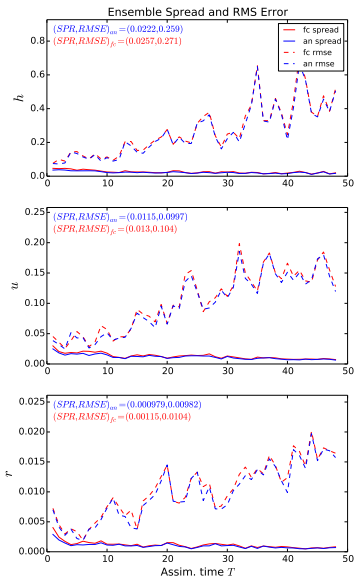 Ensemble Spread and RMS Error
(SPR,RMSE)an=(0.0222,0.259)
(SPR,RMSE)fc=(0.0257,0.271)
fc spread
an spread
fc rmse
an rmse
0.8
0.6
0.4
0.2
0.0
h
0 10 20 30 40 50
(SPR,RMSE)an=(0.0115,0.0997)
(SPR,RMSE)fc=(0.013,0.104)
0.25
0.20
0.15
0.10
0.05
0.00
u
0 10 20 30 40 50
(SPR,RMSE)an=(0.000979,0.00982)
(SPR,RMSE)fc=(0.00115,0.0104)
0.025
0.020
0.015
0.010
0.005
0.000
r
0 10 20 30 40 50
Assim. time T